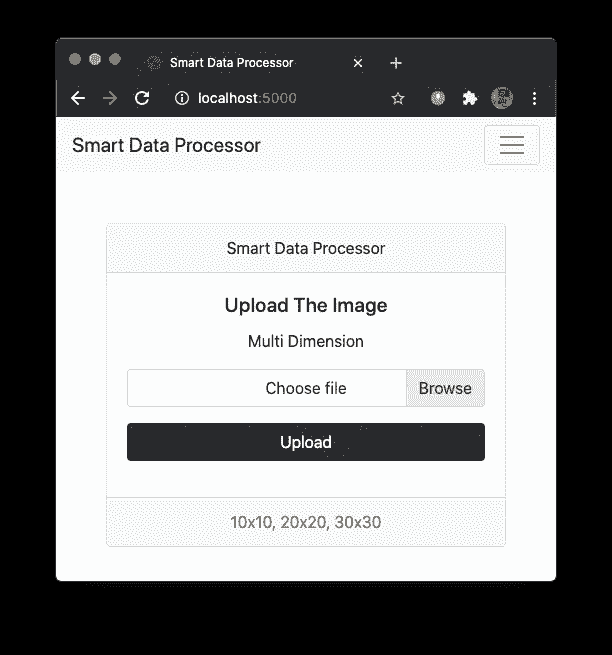 Smart Data Processor
localhost:5000
Smart Data Processor
Smart Data Processor
Upload The Image
Multi Dimension
Choose file Browse
Upload
10x10, 20x20, 30x30